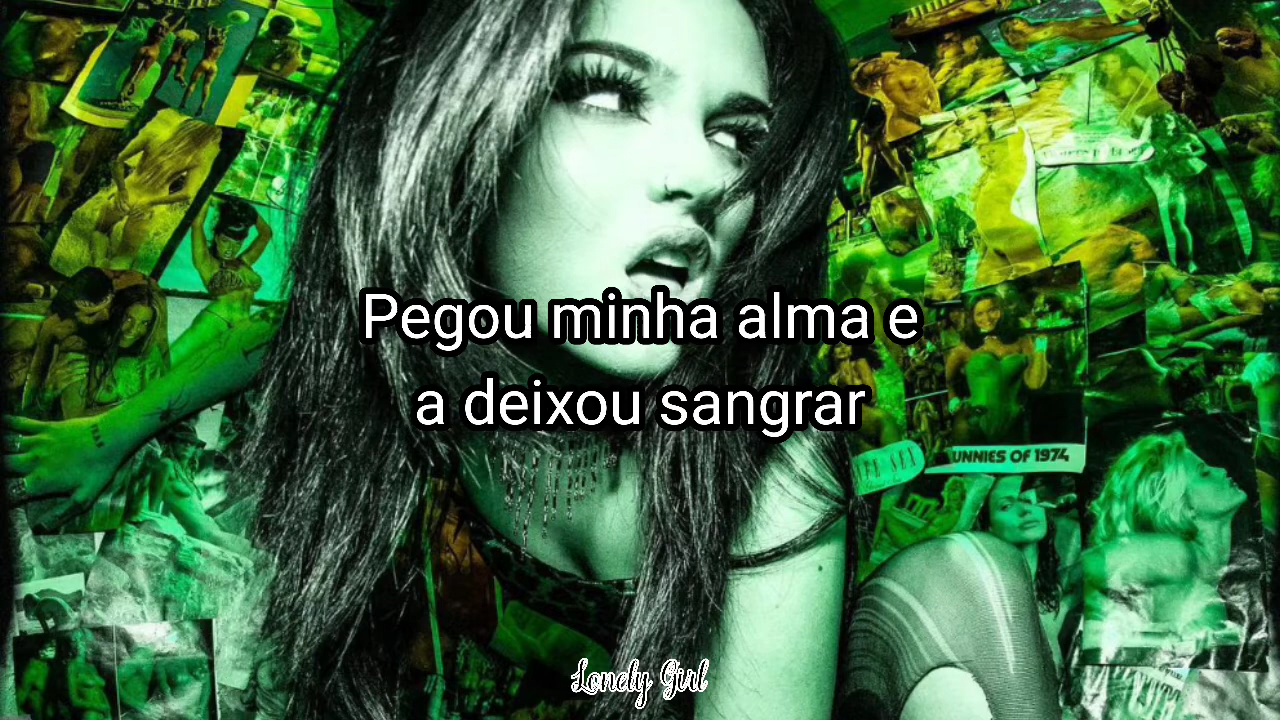 Pegou minha alma e
a deixou sangrar
UNNIES OF 1974
Lonely Girl